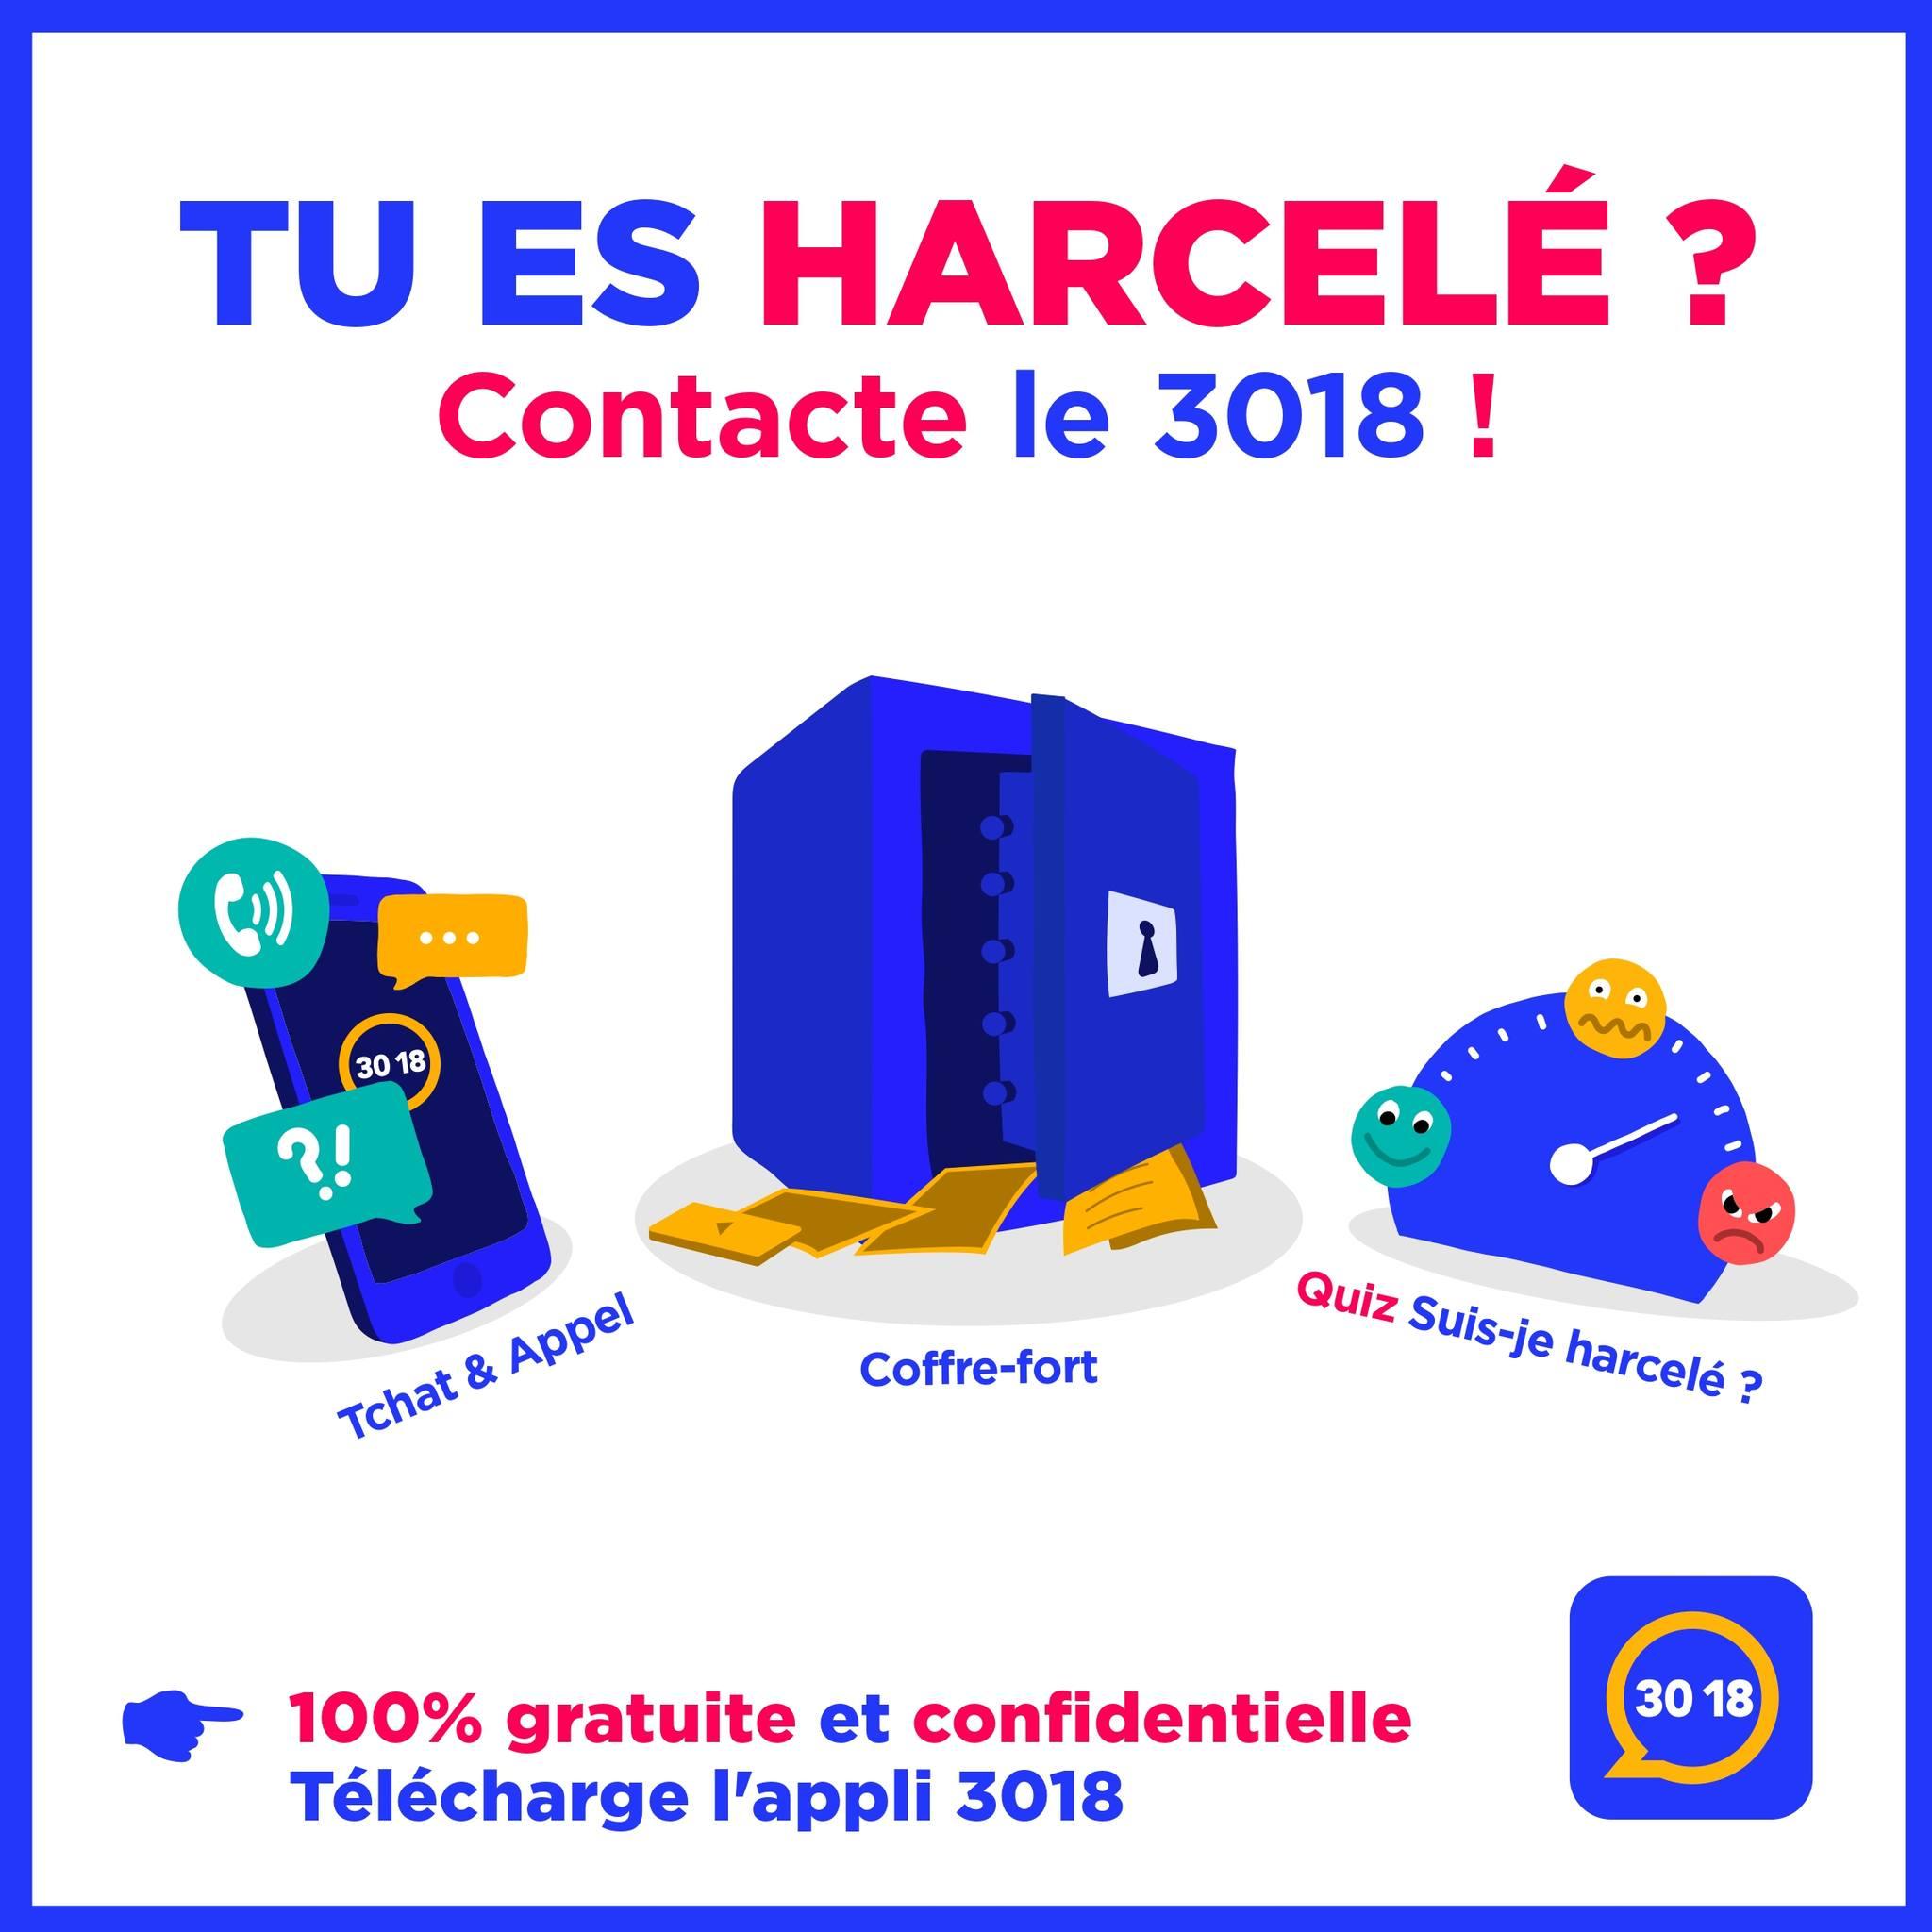 TU ES HARCELÉ ?
Contacte le 3018 !
30 18
?!
Tchat & Appel
Coffre-fort
Quiz Suis-je harcelé ?
100% gratuite et confidentielle
Télécharge l'appli 3018
30 18